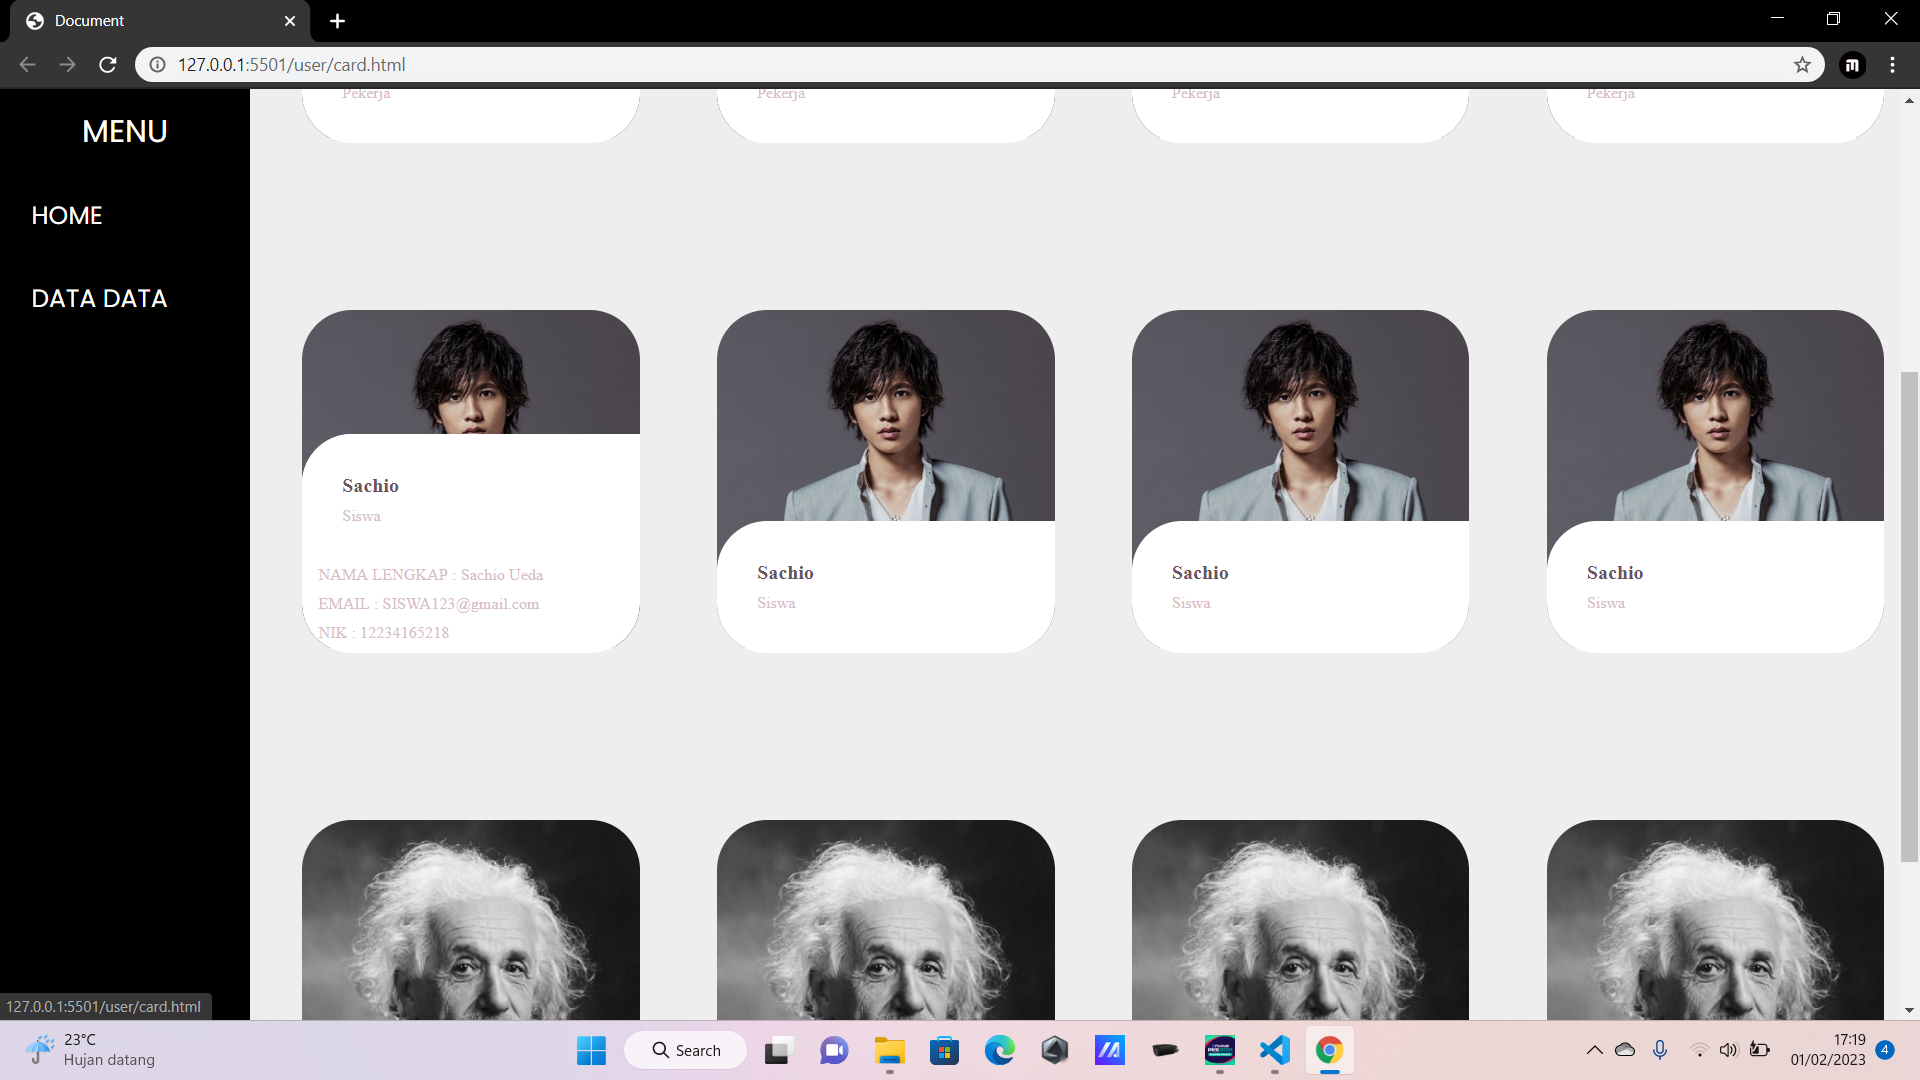 Document
127.0.0.1:5501/user/card.html
MENU
HOME
DATA DATA
Pekerja Pekerja Pekerja Pekerja
Sachio
Siswa
NAMA LENGKAP : Sachio Ueda
EMAIL : SISWA123@gmail.com
NIK : 12234165218
Sachio
Siswa
Sachio
Siswa
Sachio
Siswa
127.0.0.1:5501/user/card.html
23°C
Hujan datang
Search
17:19
01/02/2023
4